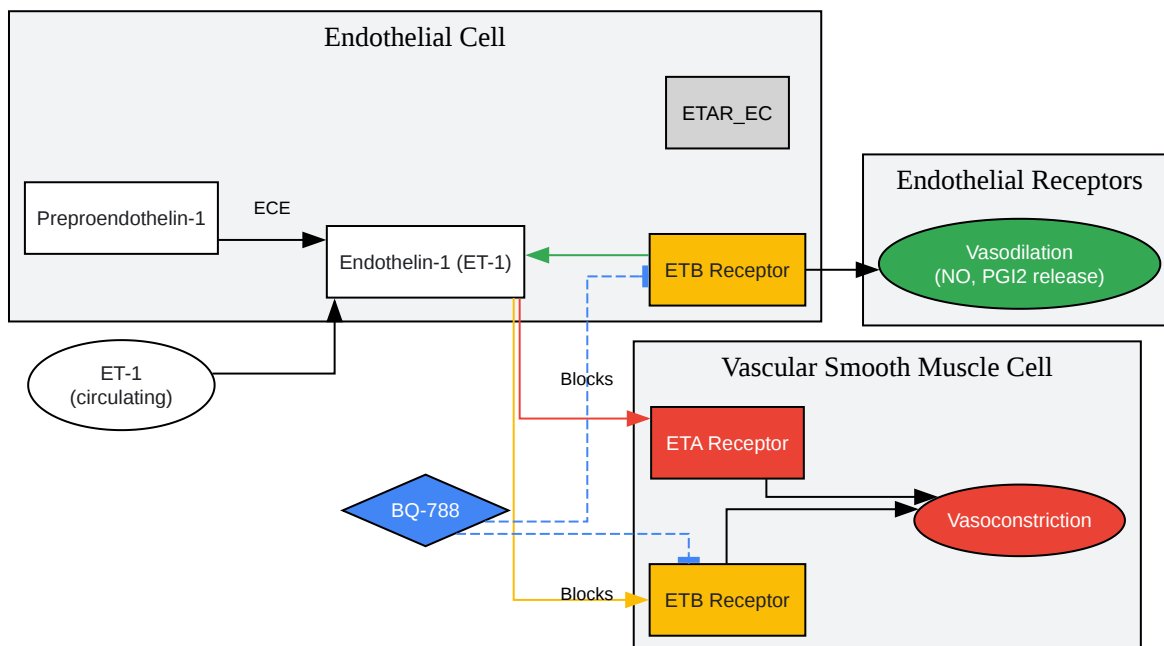 Endothelial Cell
ETAR_EC
Preproendothelin-1
ECE
Endothelin-1 (ET-1)
ETB Receptor
Endothelial Receptors
Vasodilation
(NO, PGI2 release)
ET-1
(circulating)
Vascular Smooth Muscle Cell
Blocks
ETA Receptor
BQ-788
Vasoconstriction
Blocks
ETB Receptor